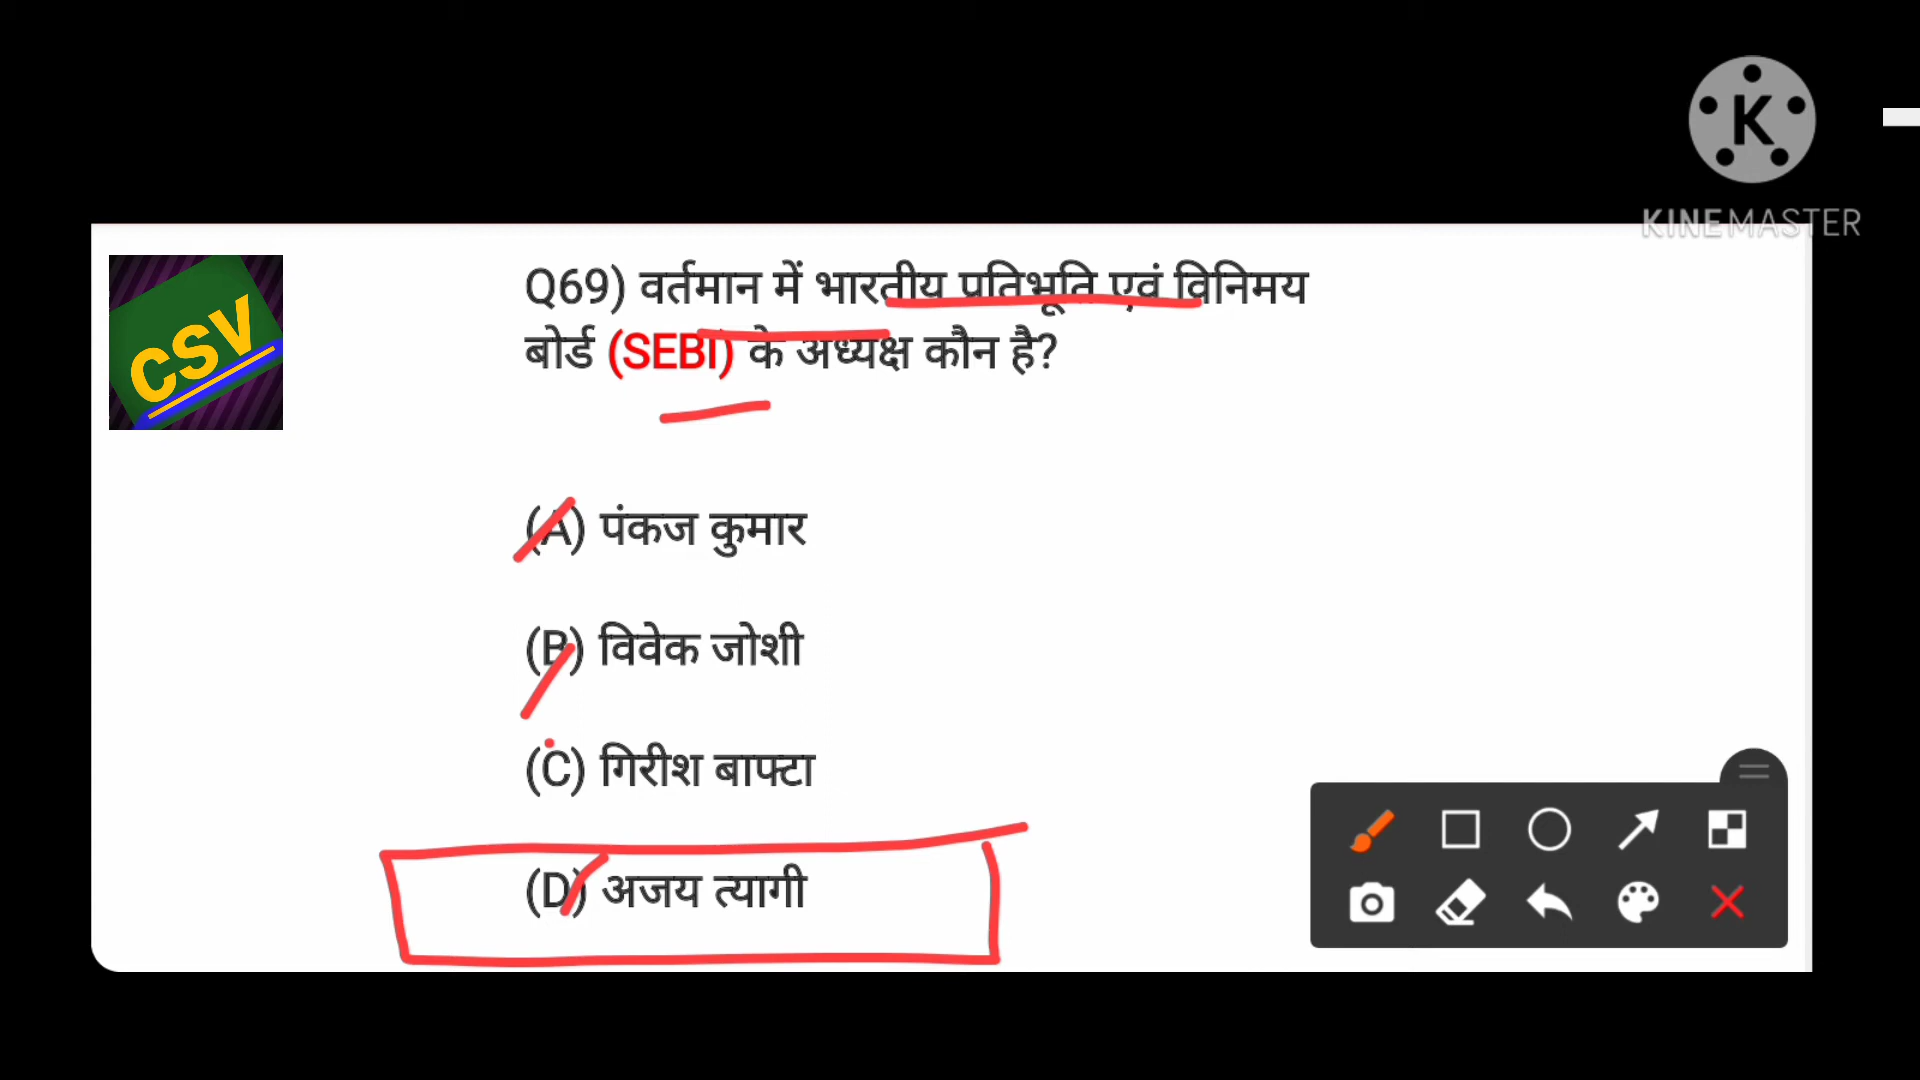 K
KINEMASTER
CSV
Q69) वर्तमान में भारतीय प्रतिभूति एवं विनिमय
बोर्ड (SEBI) के अध्यक्ष कौन है?
(A) पंकज कुमार
(B) विवेक जोशी
(C) गिरीश बाफ्टा
(D) अजय त्यागी